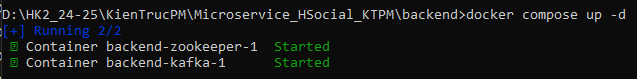 D:\HK2_24-25\KienTrucPM\Microservice_HSocial_KTPM\backend>docker compose up -d
[+] Running 2/2
Container backend-zookeeper-1 Started
Container backend-kafka-1 Started